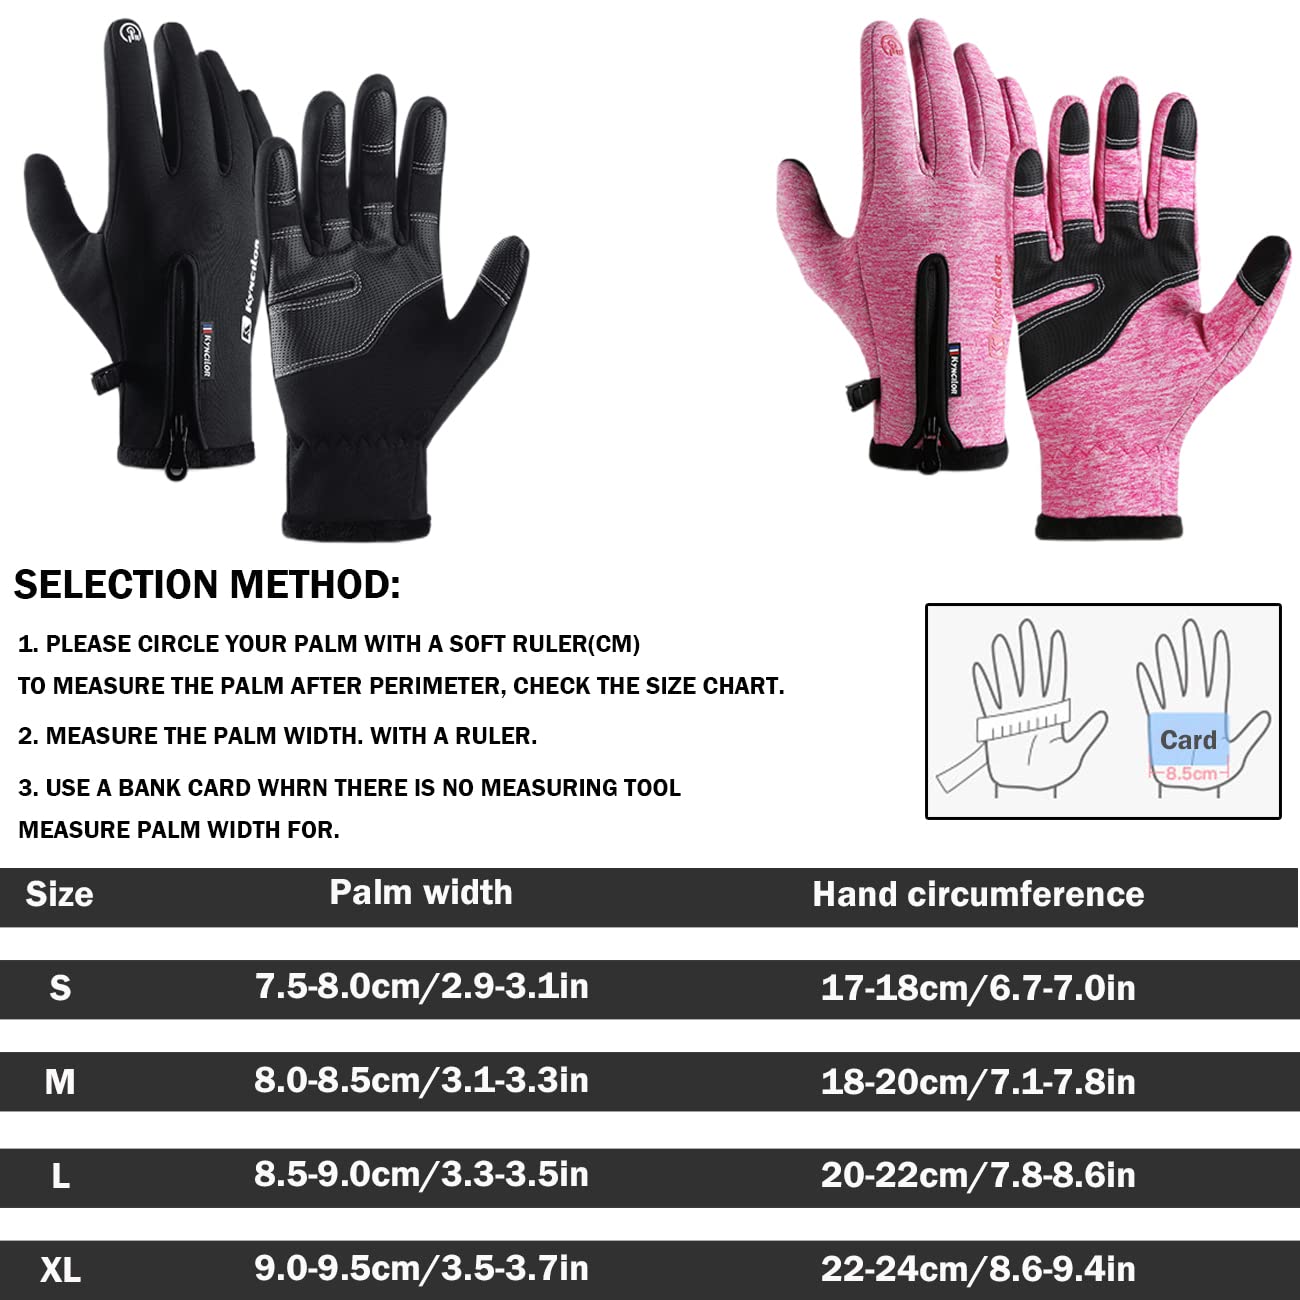 Kyncilor
Kyncilor
Kyncilor
Kyncilor
SELECTION METHOD:
1. PLEASE CIRCLE YOUR PALM WITH A SOFT RULER(CM)
TO MEASURE THE PALM AFTER PERIMETER, CHECK THE SIZE CHART.
2. MEASURE THE PALM WIDTH. WITH A RULER.
3. USE A BANK CARD WHRN THERE IS NO MEASURING TOOL
MEASURE PALM WIDTH FOR.
Card
8.5cm
Size Palm width Hand circumference
S 7.5-8.0cm/2.9-3.1in 17-18cm/6.7-7.0in
M 8.0-8.5cm/3.1-3.3in 18-20cm/7.1-7.8in
L 8.5-9.0cm/3.3-3.5in 20-22cm/7.8-8.6in
XL 9.0-9.5cm/3.5-3.7in 22-24cm/8.6-9.4in